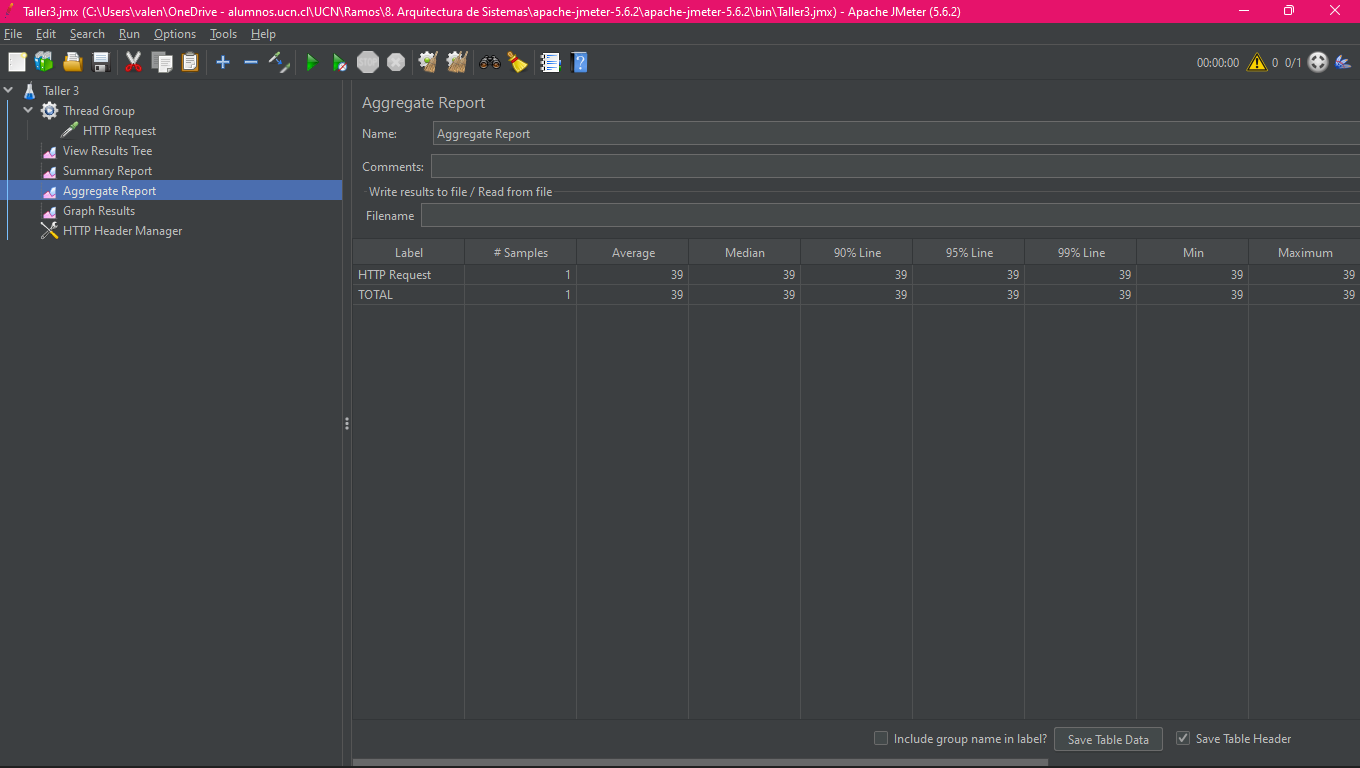 Taller3.jmx (C:\Users\valen\OneDrive - alumnos.ucn.cl\UCN\Ramos\8. Arquitectura de Sistemas\apache-jmeter-5.6.2\apache-jmeter-5.6.2\bin\Taller3.jmx) - Apache JMeter (5.6.2)
File Edit Search Run Options Tools Help
STOP 00:00:00 0 0/1
Taller 3
Thread Group
HTTP Request
View Results Tree
Summary Report
Aggregate Report
Graph Results
HTTP Header Manager
Aggregate Report
Name: Aggregate Report
Comments:
Write results to file / Read from file
Filename
Label # Samples Average Median 90% Line 95% Line 99% Line Min Maximum
HTTP Request 1 39 39 39 39 39 39 39
TOTAL 1 39 39 39 39 39 39 39
Include group name in label? Save Table Data Save Table Header